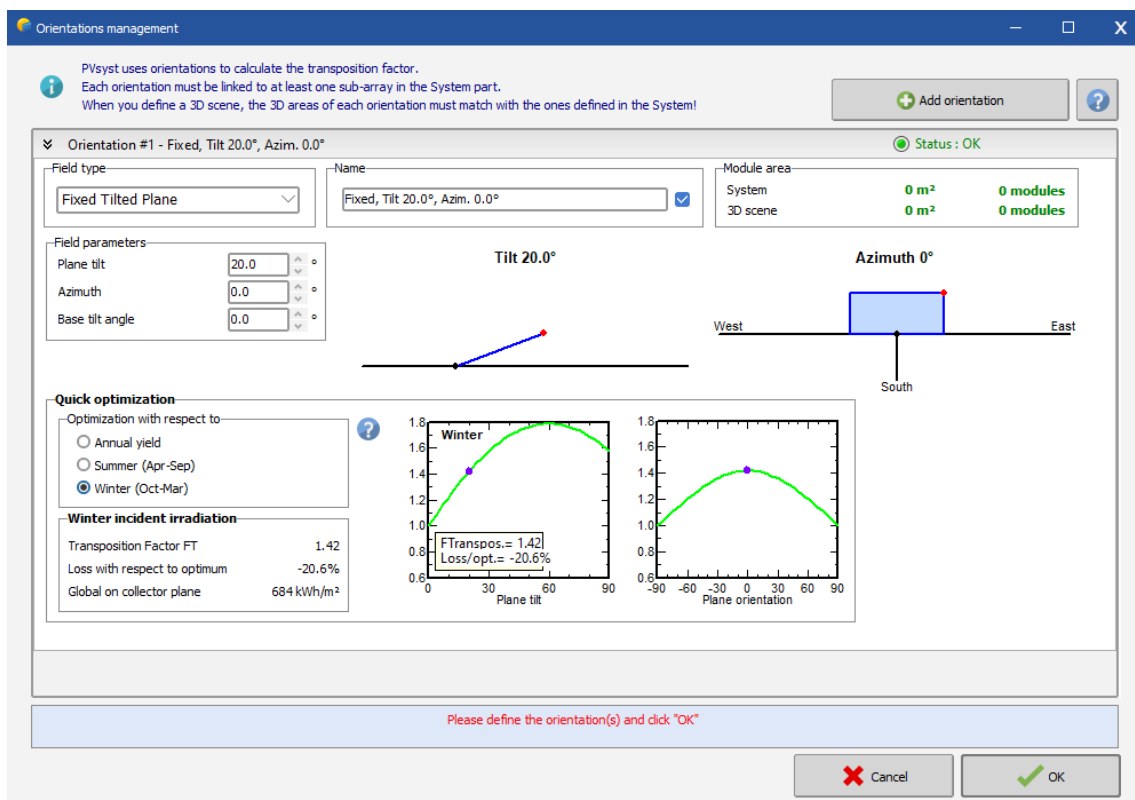 Orientations management
PVsyst uses orientations to calculate the transposition factor.
Each orientation must be linked to at least one sub-array in the System part.
When you define a 3D scene, the 3D areas of each orientation must match with the ones defined in the System!
Add orientation
Orientation #1 - Fixed, Tilt 20.0°, Azim. 0.0°
Status : OK
Field type
Fixed Tilted Plane
Name
Fixed, Tilt 20.0°, Azim. 0.0°
Module area
System 0 m² 0 modules
3D scene 0 m² 0 modules
Field parameters
Plane tilt 20.0 °
Azimuth 0.0 °
Base tilt angle 0.0 °
Tilt 20.0°
Azimuth 0°
West
East
South
Quick optimization
Optimization with respect to
Annual yield
Summer (Apr-Sep)
Winter (Oct-Mar)
Winter incident irradiation
Transposition Factor FT 1.42
Loss with respect to optimum -20.6%
Global on collector plane 684 kWh/m²
?
1.8
1.6
1.4
1.2
1.0
0.8
0.6
Winter
FTranspos.= 1.42
Loss/opt.= -20.6%
0 30 60 90
Plane tilt
1.8
1.6
1.4
1.2
1.0
0.8
0.6
-90 -60 -30 0 30 60 90
Plane orientation
Please define the orientation(s) and click "OK"
Cancel
OK